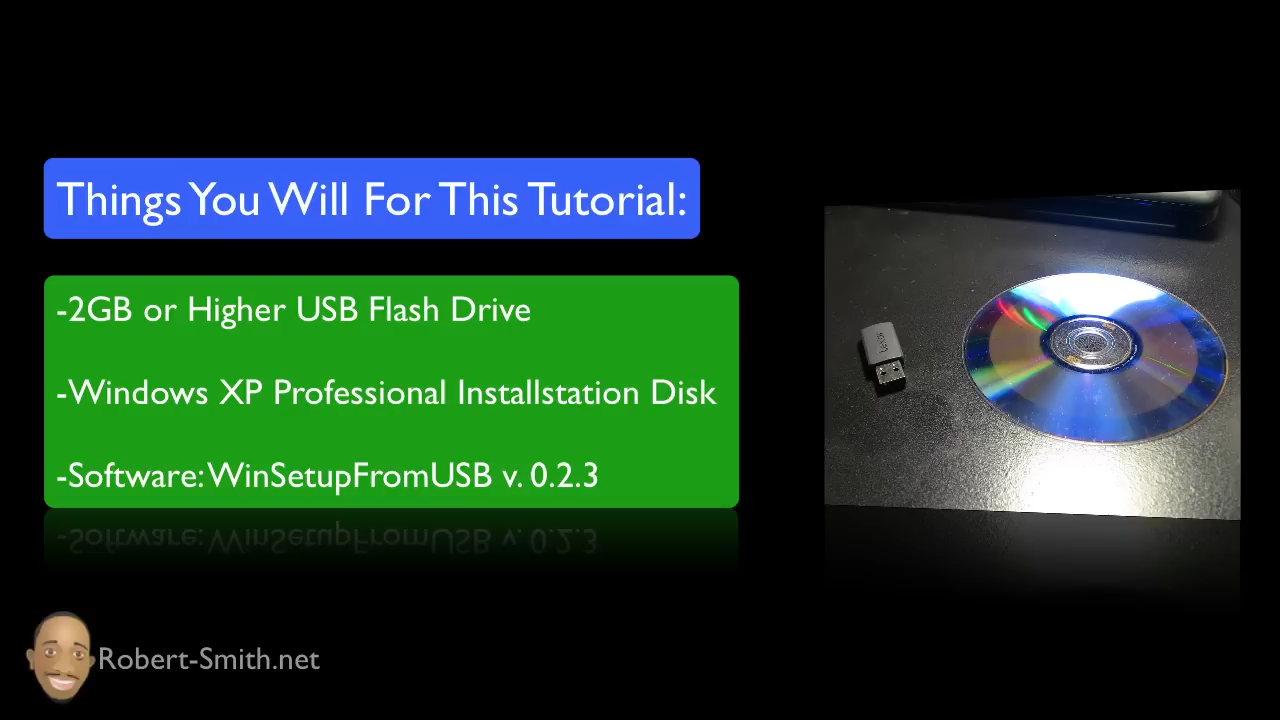 Things You Will For This Tutorial:
-2GB or Higher USB Flash Drive
-Windows XP Professional Installstation Disk
-Software: WinSetupFromUSB v. 0.2.3
Robert-Smith.net